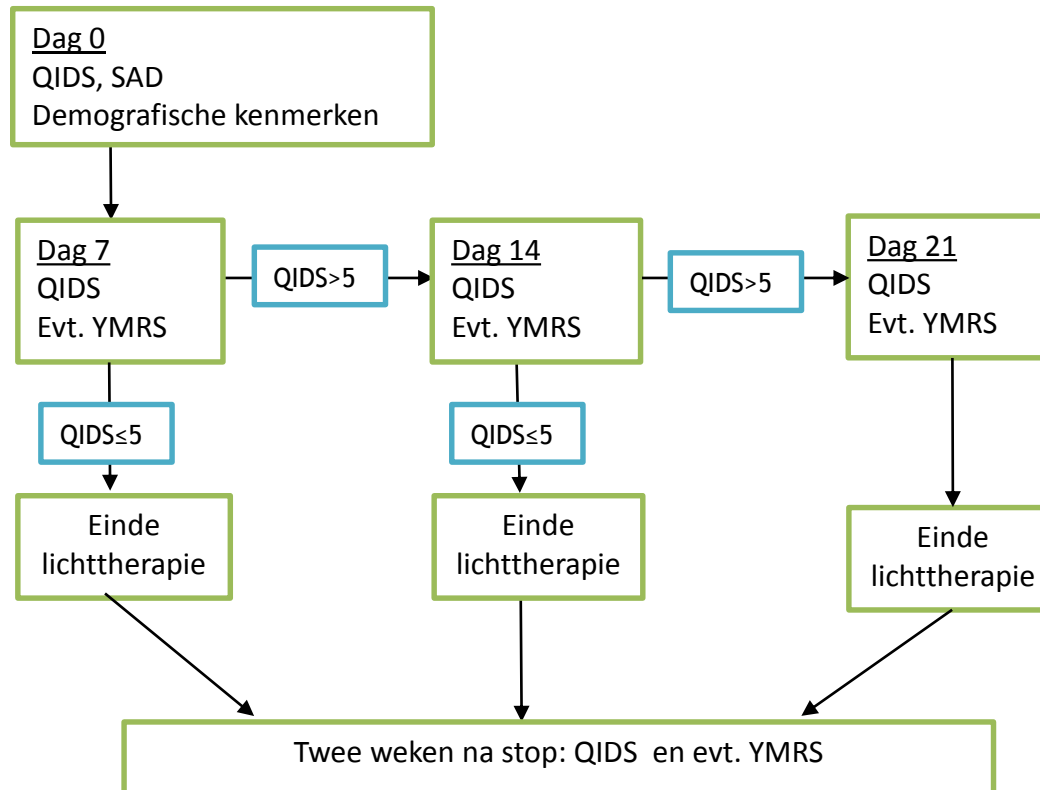 Dag 0
QIDS, SAD
Demografische kenmerken
Dag 7
QIDS
Evt. YMRS
QIDS>5
Dag 14
QIDS
Evt. YMRS
QIDS>5
Dag 21
QIDS
Evt. YMRS
QIDS≤5
QIDS≤5
Einde
lichttherapie
Einde
lichttherapie
Einde
lichttherapie
Twee weken na stop: QIDS en evt. YMRS